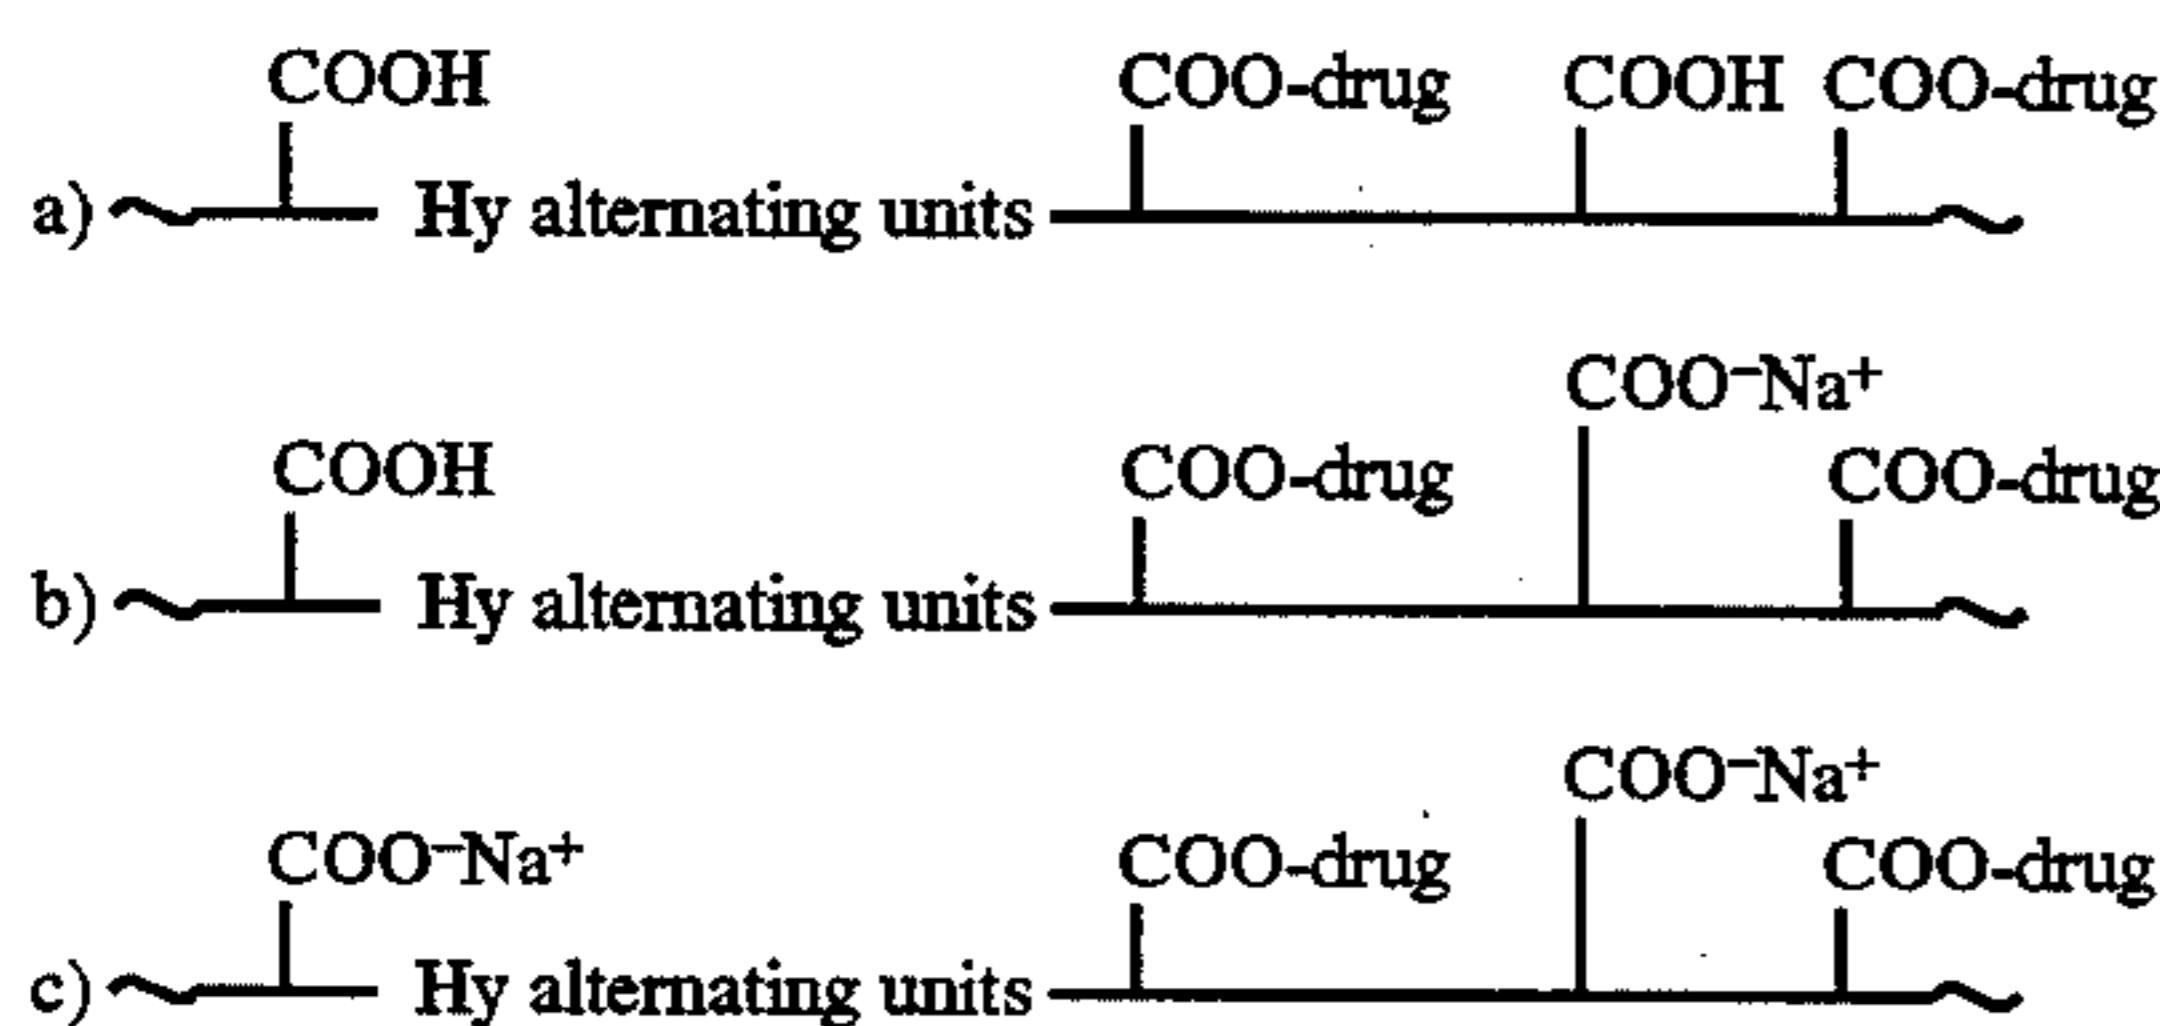 COOH COO-drug COOH COO-drug
a) Hy alternating units
COO⁻Na⁺
COOH COO-drug COO-drug
b) Hy alternating units
COO⁻Na⁺
COO⁻Na⁺ COO-drug COO-drug
c) Hy alternating units